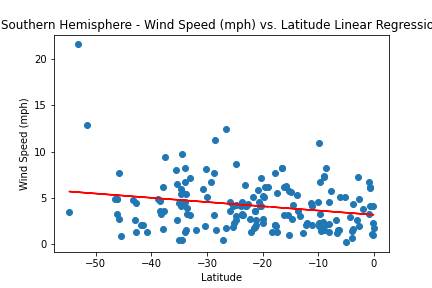 Southern Hemisphere - Wind Speed (mph) vs. Latitude Linear Regressio
20
15
10
5
0
Wind Speed (mph)
−50 −40 −30 −20 −10 0
Latitude